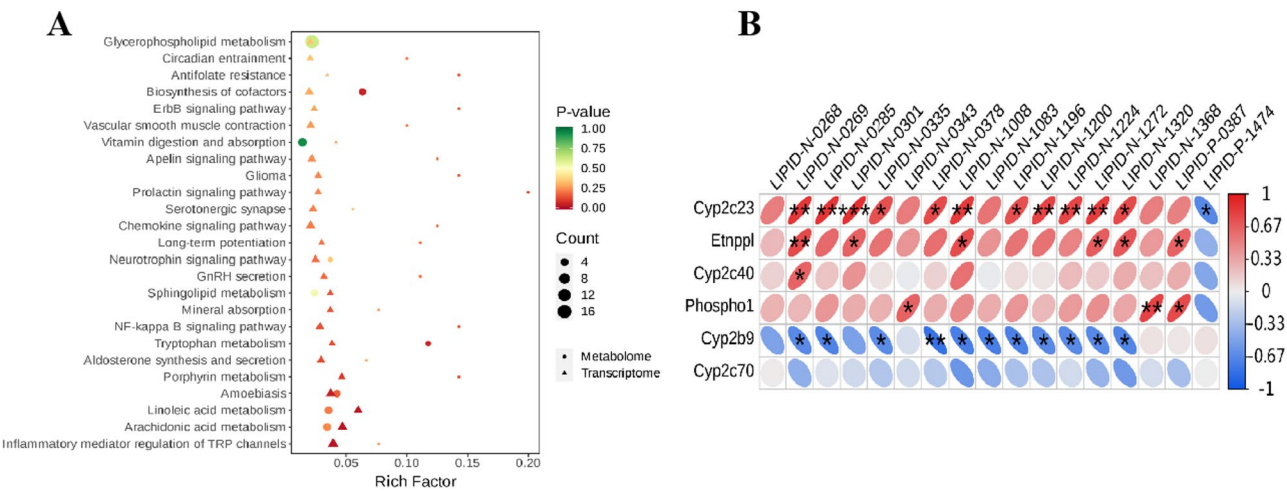 A
Glycerophospholipid metabolism
Circadian entrainment
Antifolate resistance
Biosynthesis of cofactors
ErbB signaling pathway
Vascular smooth muscle contraction
Vitamin digestion and absorption
Apelin signaling pathway
Glioma
Prolactin signaling pathway
Serotonergic synapse
Chemokine signaling pathway
Long-term potentiation
Neurotrophin signaling pathway
GnRH secretion
Sphingolipid metabolism
Mineral absorption
NF-kappa B signaling pathway
Tryptophan metabolism
Aldosterone synthesis and secretion
Porphyrin metabolism
Amoebiasis
Linoleic acid metabolism
Arachidonic acid metabolism
Inflammatory mediator regulation of TRP channels
0.05 0.10 0.15 0.20
Rich Factor
P-value
1.00
0.75
0.50
0.25
0.00
Count
4
8
12
16
Metabolome
Transcriptome
B
LIPID-N-0268
LIPID-N-0269
LIPID-N-0285
LIPID-N-0301
LIPID-N-0335
LIPID-N-0343
LIPID-N-0378
LIPID-N-1008
LIPID-N-1083
LIPID-N-1196
LIPID-N-1200
LIPID-N-1224
LIPID-N-1272
LIPID-N-1320
LIPID-N-1368
LIPID-P-0387
LIPID-P-1474
Cyp2c23 ** ***** * * ** * ** ** ** * *
Etnppl ** * * * * *
Cyp2c40 *
Phospho1 * ** *
Cyp2b9 * * * ** * * * * * * *
Cyp2c70
1
0.67
0.33
0
-0.33
-0.67
-1